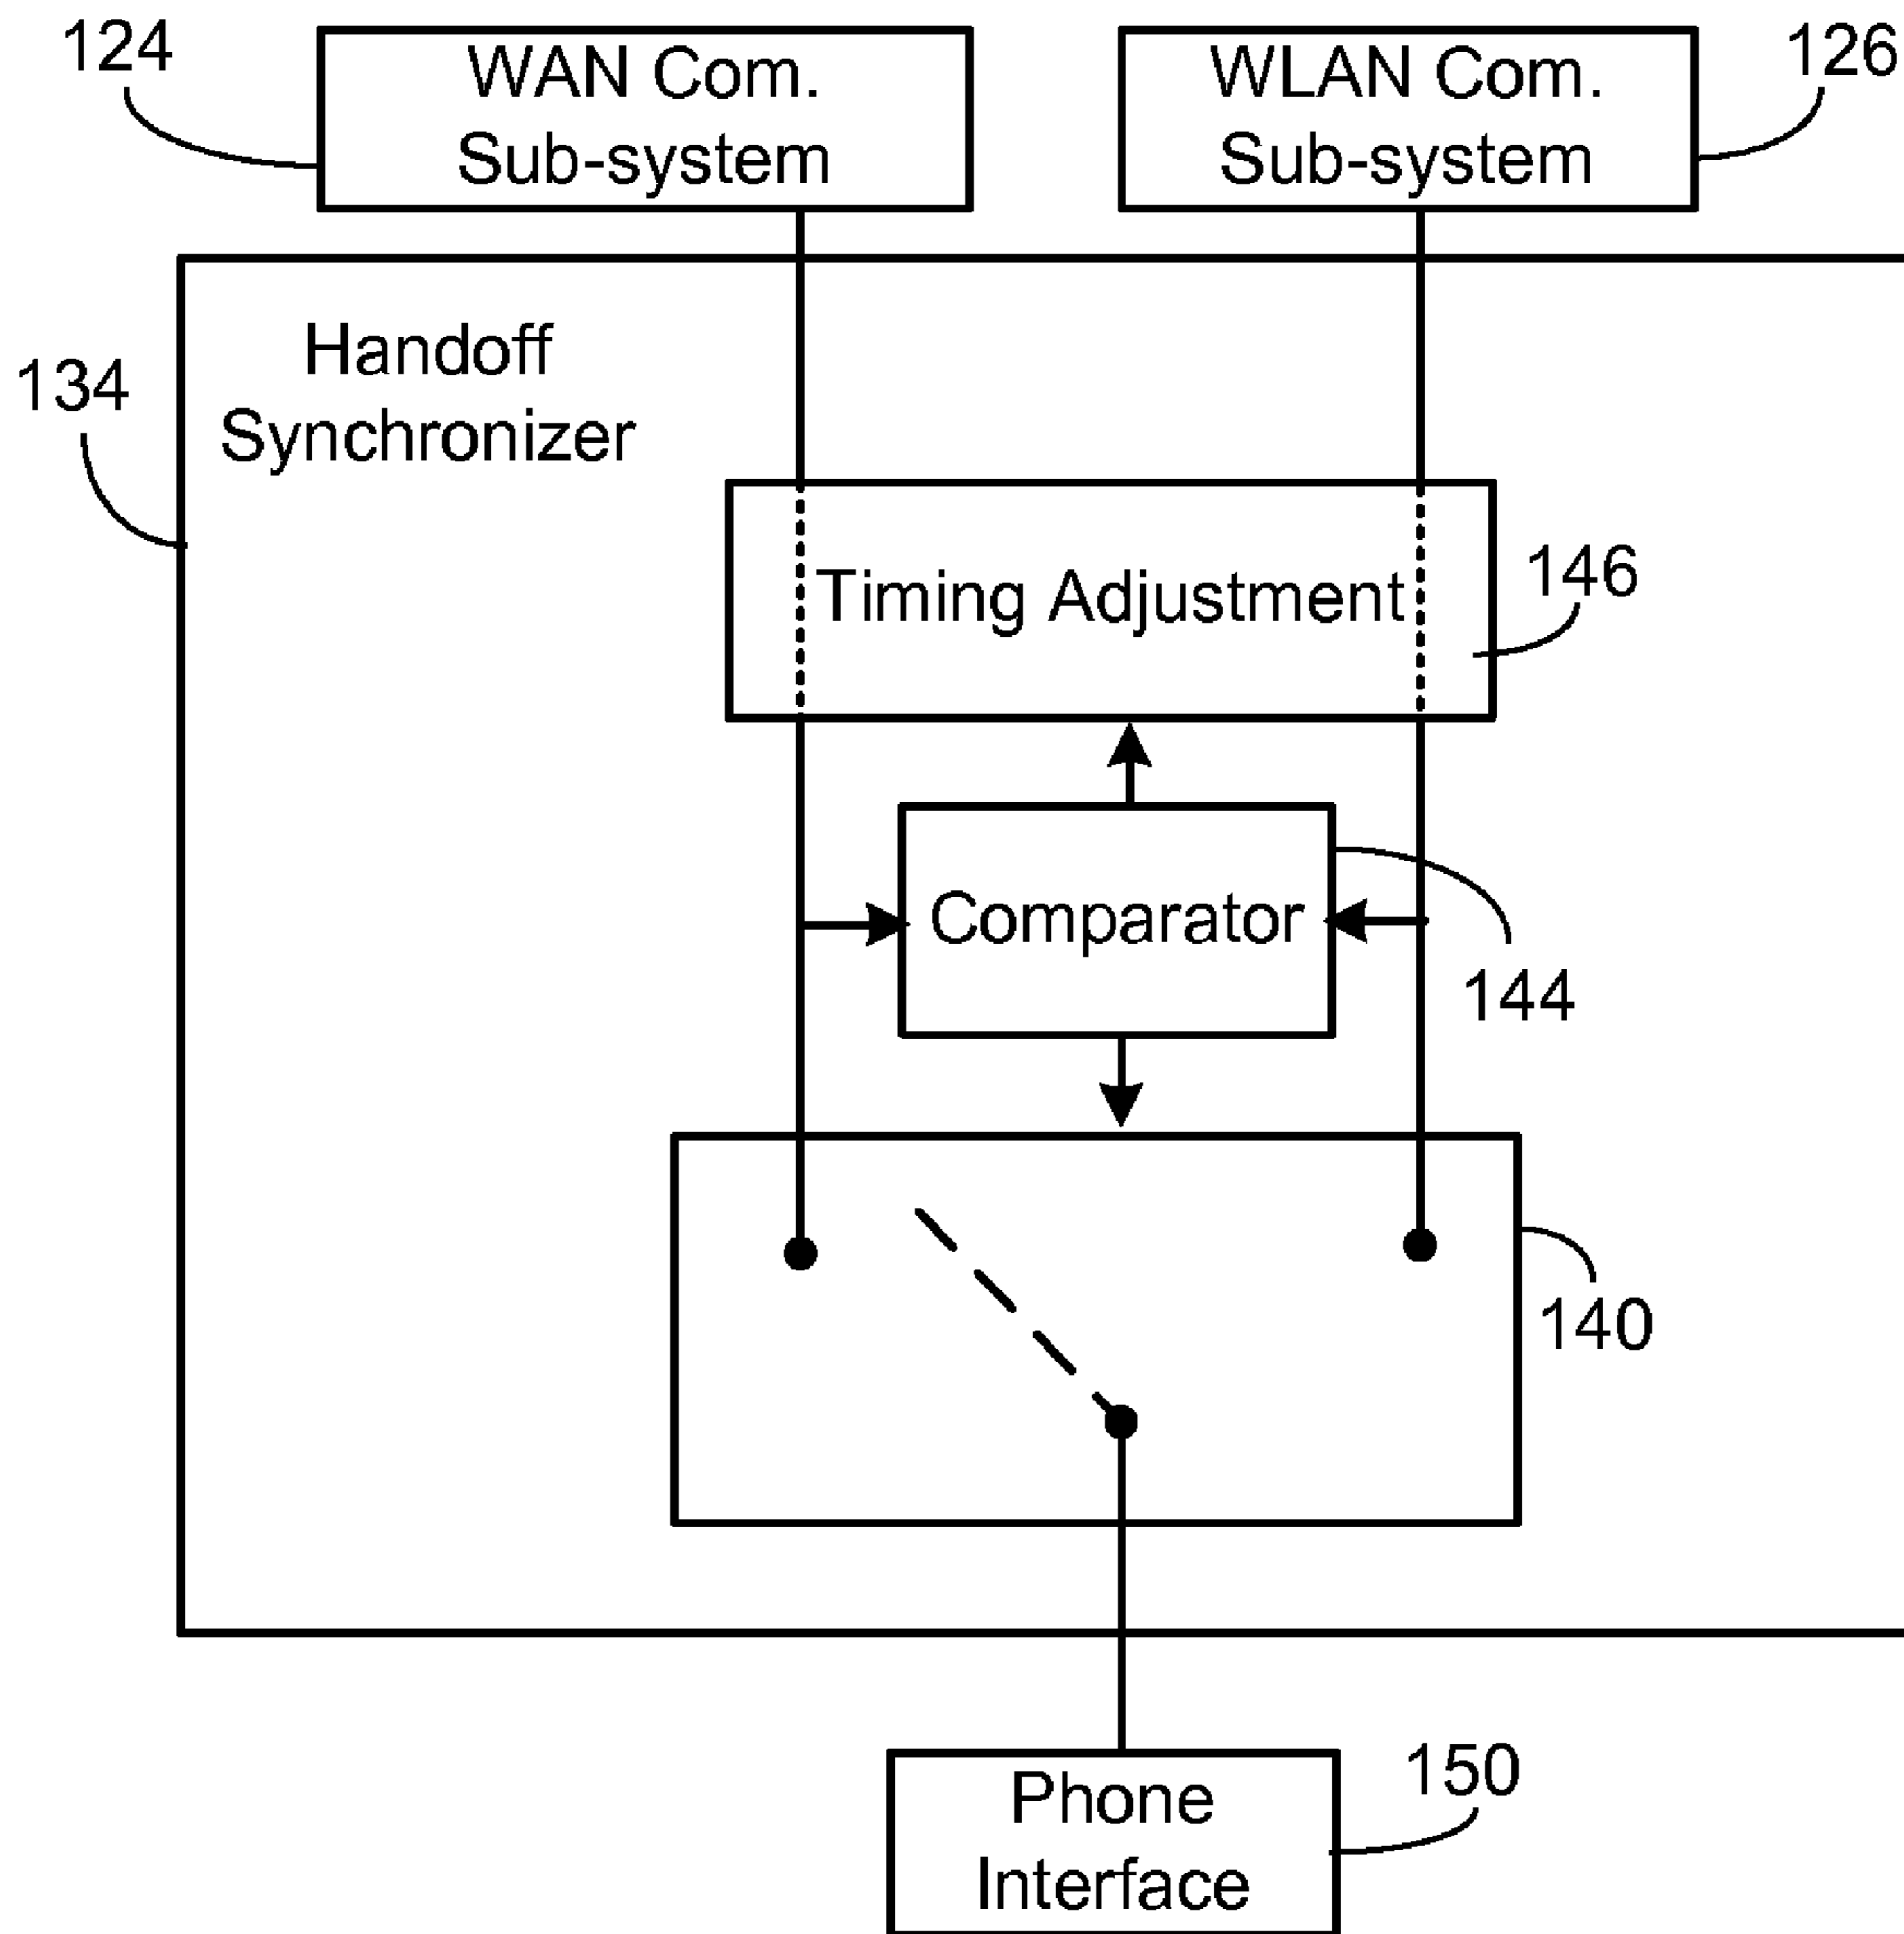 124
WAN Com.
Sub-system
WLAN Com.
Sub-system
126
134
Handoff
Synchronizer
Timing Adjustment
146
Comparator
144
140
150
Phone
Interface